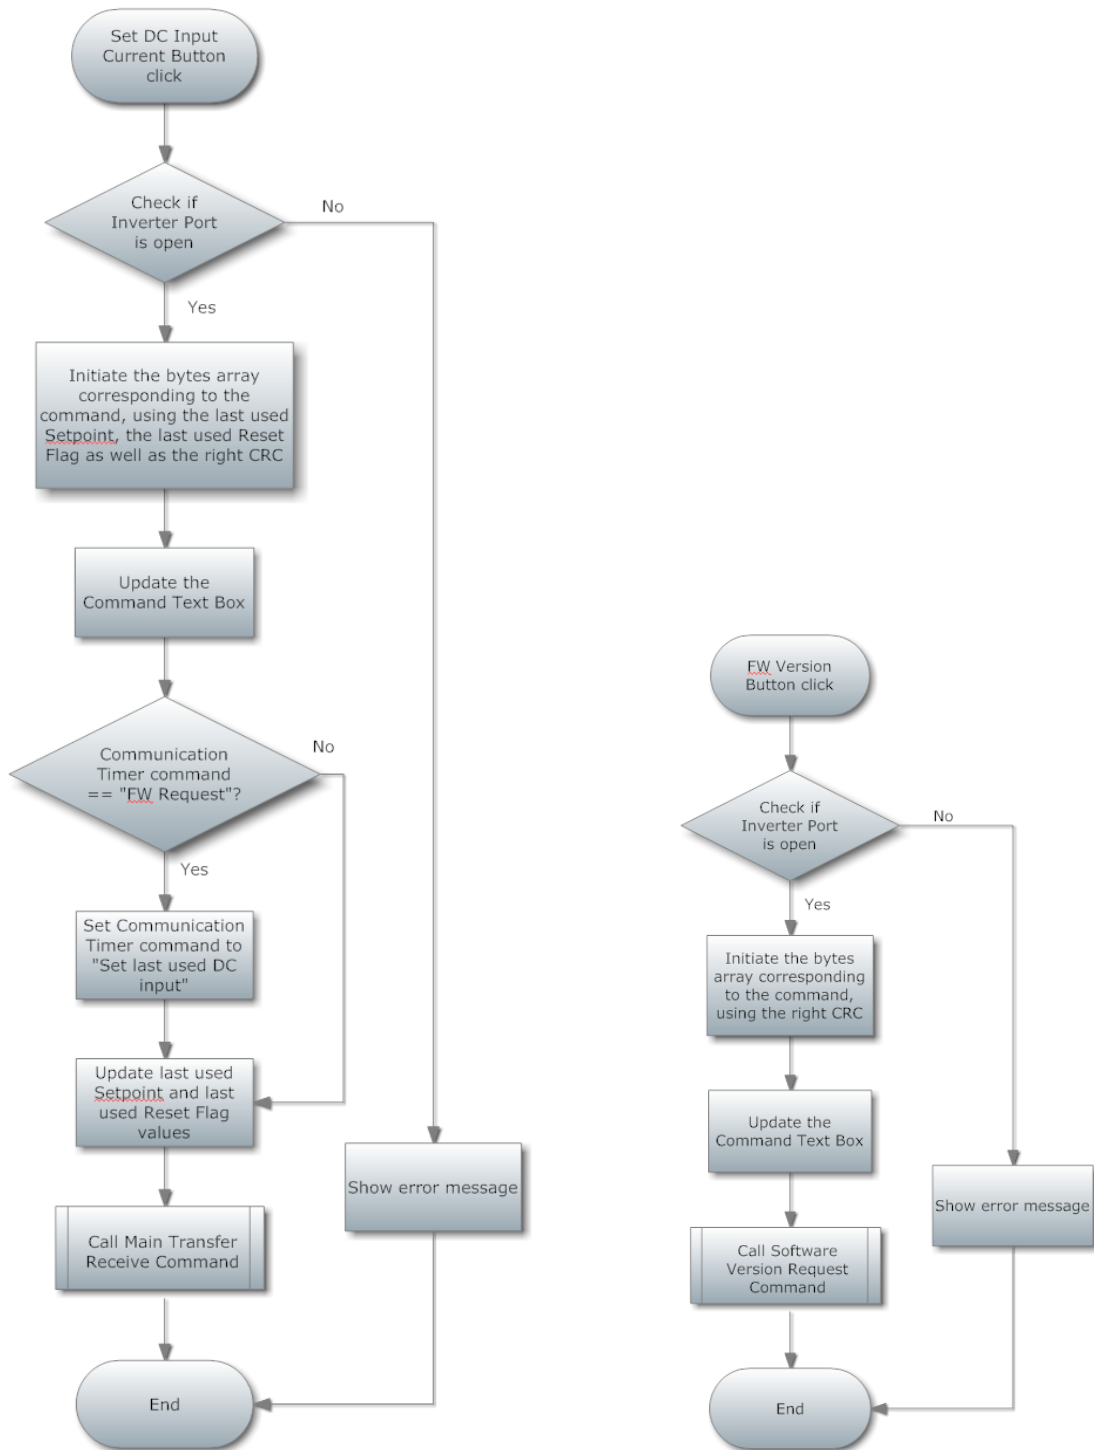 Set DC Input
Current Button
click
Check if
Inverter Port
is open
No
Yes
Initiate the bytes array
corresponding to the
command, using the last used
Setpoint, the last used Reset
Flag as well as the right CRC
Update the
Command Text Box
Communication
Timer command
== "FW Request"?
No
Yes
Set Communication
Timer command to
"Set last used DC
input"
Update last used
Setpoint and last
used Reset Flag
values
Show error message
Call Main Transfer
Receive Command
End
FW Version
Button click
Check if
Inverter Port
is open
No
Yes
Initiate the bytes
array corresponding
to the command,
using the right CRC
Update the
Command Text Box
Show error message
Call Software
Version Request
Command
End